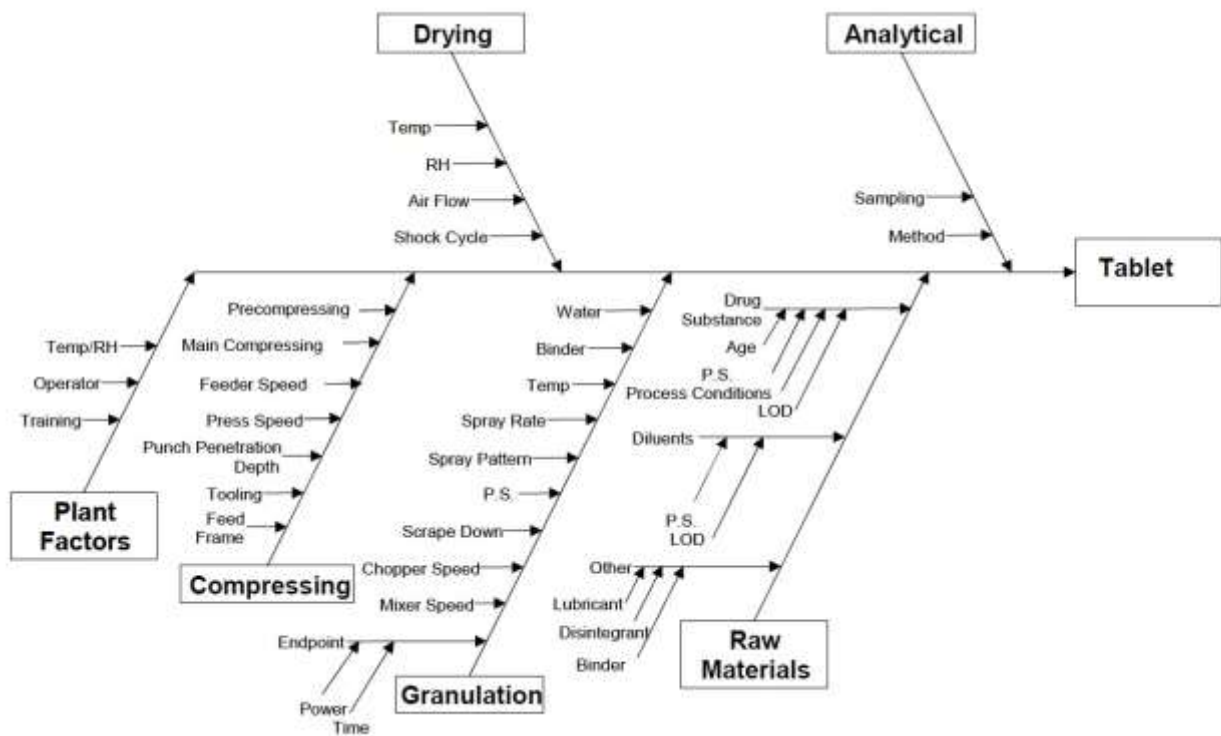 Drying
Analytical
Temp
RH
Air Flow
Shock Cycle
Sampling
Method
Tablet
Plant
Factors
Temp/RH
Operator
Training
Compressing
Precompressing
Main Compressing
Feeder Speed
Press Speed
Punch Penetration
Depth
Tooling
Feed
Frame
Granulation
Water
Binder
Temp
Spray Rate
Spray Pattern
P.S.
Scrape Down
Chopper Speed
Mixer Speed
Endpoint
Power
Time
Raw
Materials
Drug
Substance
Age
P.S.
Process Conditions
LOD
Diluents
P.S.
LOD
Other
Lubricant
Disintegrant
Binder